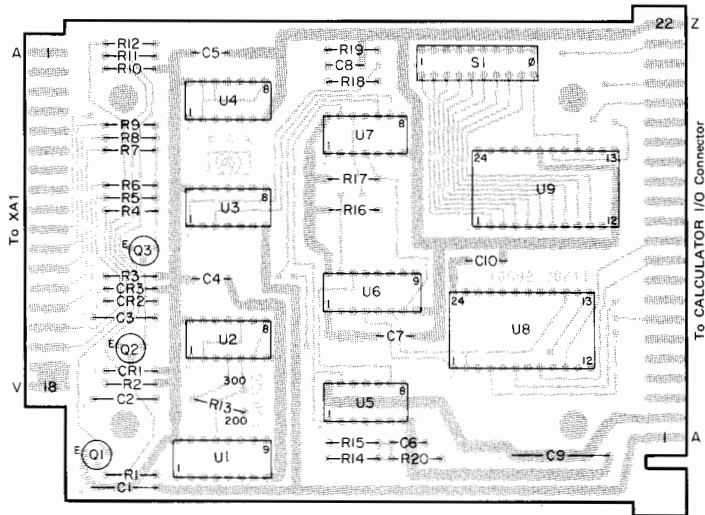 22 Z
A 1
R12
R11
R10
C5
R19
C8
R18
1 S1 0
8
U4
1
8
U7
1
R9
R8
R7
24 13
U9
1 12
R6
R5
R4
8
U3
1
R17
R16
To XA1
To CALCULATOR I/O Connector
E Q3
C10
R3
CR3
CR2
C3
C4
9
U6
1
24 13
U8
1 12
8
U2
1
C7
E Q2
CR1
R2
C2
V 18
300
R13
200
8
U5
1
1 A
E Q1
9
U1
1
R15
R14
C6
R20
C9
R1
C1